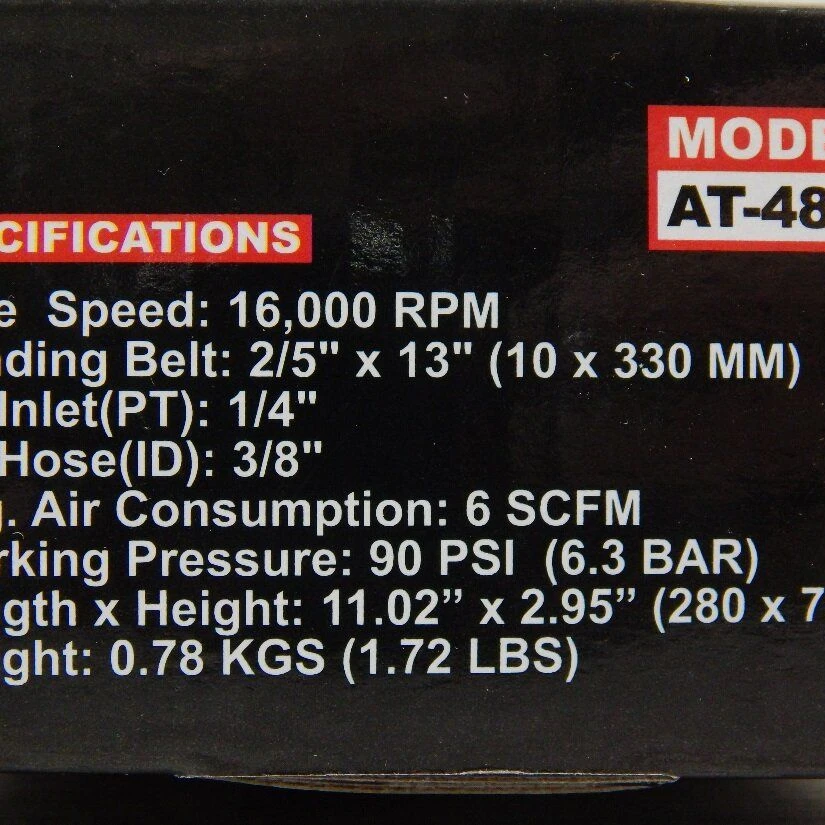 MODE
AT-48
CIFICATIONS
e Speed: 16,000 RPM
nding Belt: 2/5" x 13" (10 x 330 MM)
Inlet(PT): 1/4"
Hose(ID): 3/8"
g. Air Consumption: 6 SCFM
rking Pressure: 90 PSI (6.3 BAR)
ngth x Height: 11.02” x 2.95” (280 x 7
ight: 0.78 KGS (1.72 LBS)